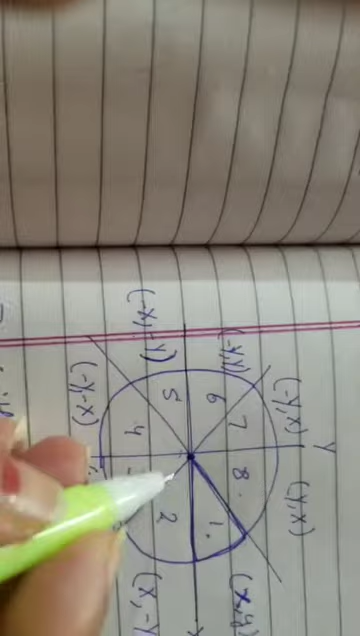 Y
(-Y,X) (Y,X)
7 8
6 1 (X,Y)
X
5 2
(-X,-Y) 4 (X,-Y
(-Y,-X)